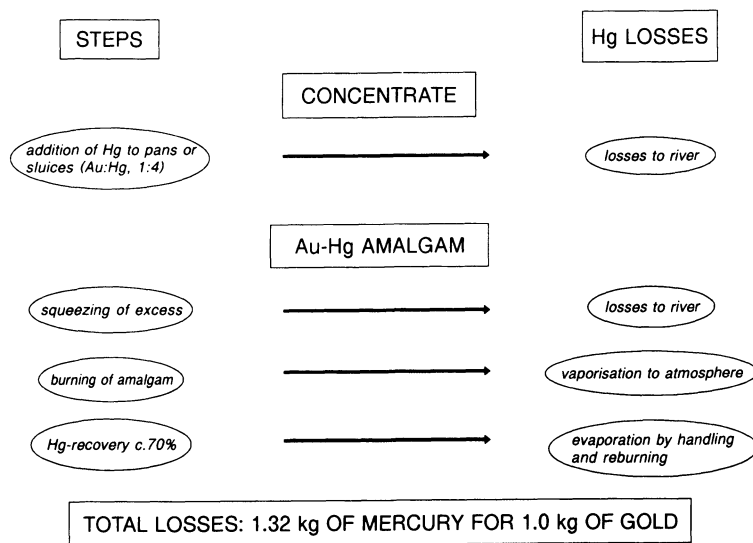 STEPS
Hg LOSSES
CONCENTRATE
addition of Hg to pans or
sluices (Au:Hg, 1:4)
losses to river
Au-Hg AMALGAM
squeezing of excess
losses to river
burning of amalgam
vaporisation to atmosphere
Hg-recovery c.70%
evaporation by handling
and reburning
TOTAL LOSSES: 1.32 kg OF MERCURY FOR 1.0 kg OF GOLD